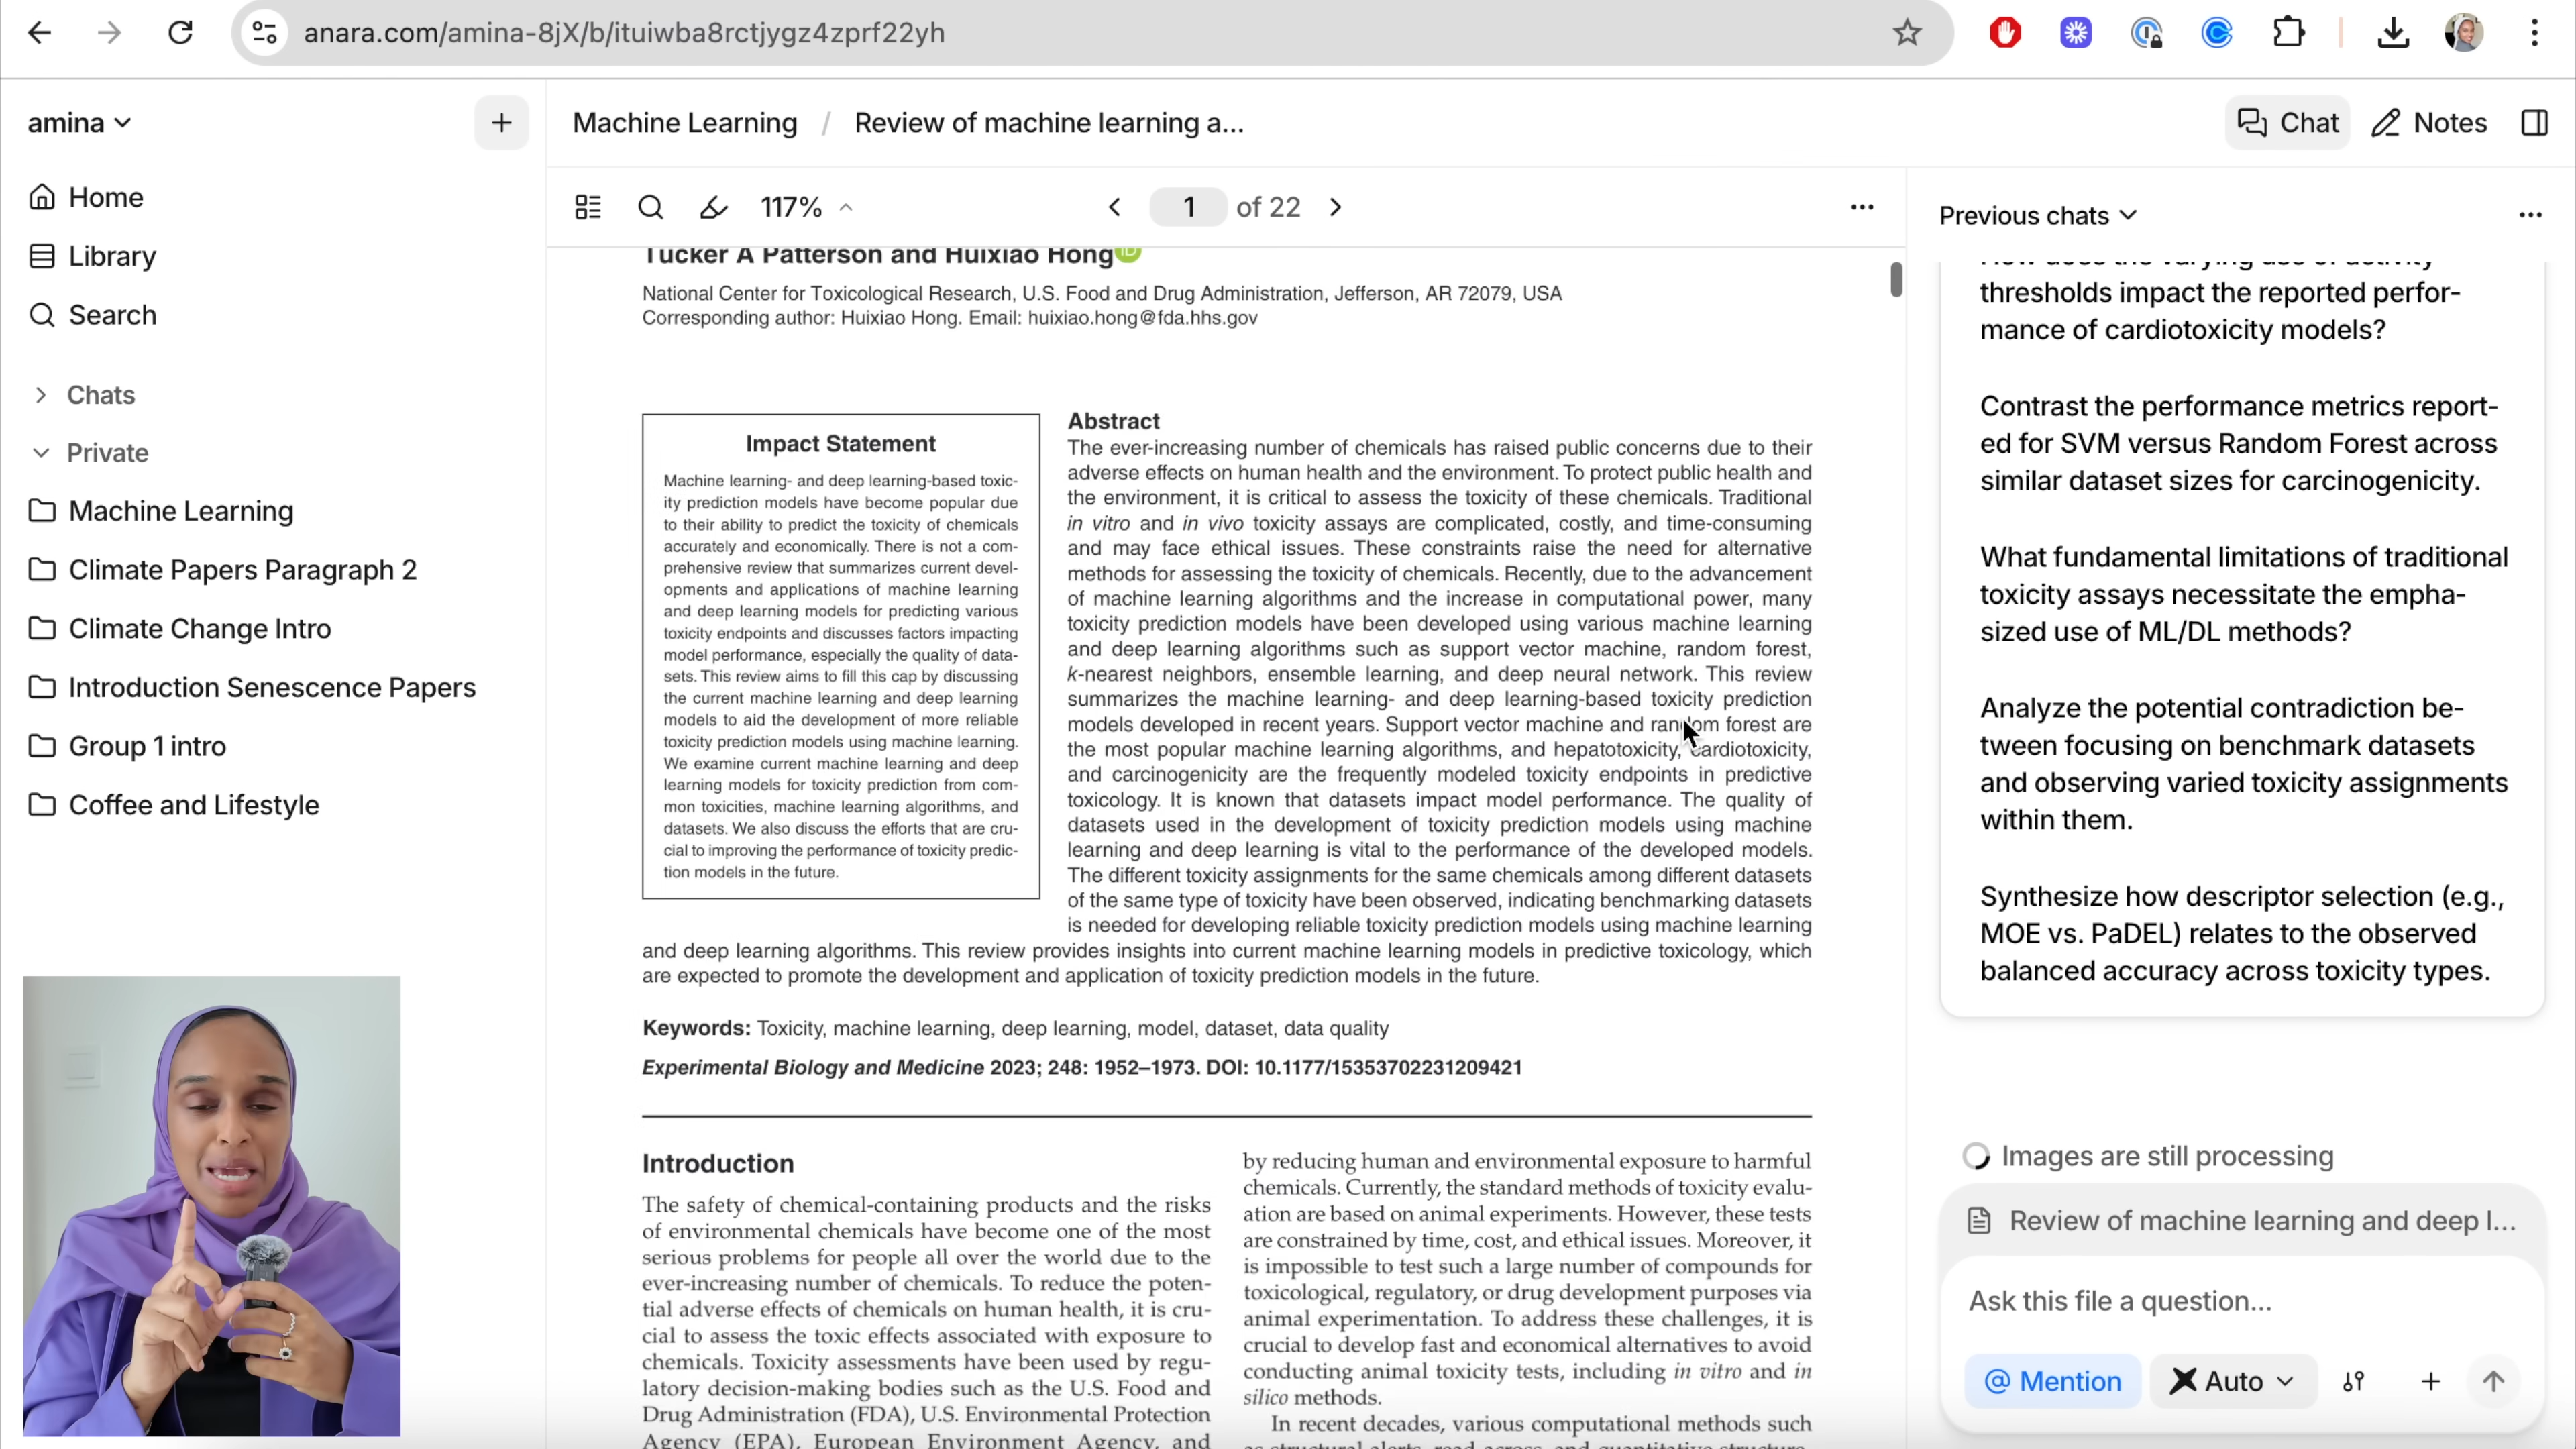 anara.com/amina-8jX/b/ituiwba8rctjygz4zprf22yh
amina
Home
Library
Search
Chats
Private
Machine Learning
Climate Papers Paragraph 2
Climate Change Intro
Introduction Senescence Papers
Group 1 intro
Coffee and Lifestyle
Machine Learning / Review of machine learning a...
Chat
Notes
117%
1 of 22
Tucker A Patterson and Huixiao Hong iD
National Center for Toxicological Research, U.S. Food and Drug Administration, Jefferson, AR 72079, USA
Corresponding author: Huixiao Hong. Email: huixiao.hong@fda.hhs.gov
Impact Statement
Machine learning- and deep learning-based toxic-
ity prediction models have become popular due
to their ability to predict the toxicity of chemicals
accurately and economically. There is not a com-
prehensive review that summarizes current devel-
opments and applications of machine learning
and deep learning models for predicting various
toxicity endpoints and discusses factors impacting
model performance, especially the quality of data-
sets. This review aims to fill this cap by discussing
the current machine learning and deep learning
models to aid the development of more reliable
toxicity prediction models using machine learning.
We examine current machine learning and deep
learning models for toxicity prediction from com-
mon toxicities, machine learning algorithms, and
datasets. We also discuss the efforts that are cru-
cial to improving the performance of toxicity predic-
tion models in the future.
Abstract
The ever-increasing number of chemicals has raised public concerns due to their
adverse effects on human health and the environment. To protect public health and
the environment, it is critical to assess the toxicity of these chemicals. Traditional
in vitro and in vivo toxicity assays are complicated, costly, and time-consuming
and may face ethical issues. These constraints raise the need for alternative
methods for assessing the toxicity of chemicals. Recently, due to the advancement
of machine learning algorithms and the increase in computational power, many
toxicity prediction models have been developed using various machine learning
and deep learning algorithms such as support vector machine, random forest,
k-nearest neighbors, ensemble learning, and deep neural network. This review
summarizes the machine learning- and deep learning-based toxicity prediction
models developed in recent years. Support vector machine and random forest are
the most popular machine learning algorithms, and hepatotoxicity, cardiotoxicity,
and carcinogenicity are the frequently modeled toxicity endpoints in predictive
toxicology. It is known that datasets impact model performance. The quality of
datasets used in the development of toxicity prediction models using machine
learning and deep learning is vital to the performance of the developed models.
The different toxicity assignments for the same chemicals among different datasets
of the same type of toxicity have been observed, indicating benchmarking datasets
is needed for developing reliable toxicity prediction models using machine learning
and deep learning algorithms. This review provides insights into current machine learning models in predictive toxicology, which
are expected to promote the development and application of toxicity prediction models in the future.
Keywords: Toxicity, machine learning, deep learning, model, dataset, data quality
Experimental Biology and Medicine 2023; 248: 1952–1973. DOI: 10.1177/15353702231209421
Introduction
The safety of chemical-containing products and the risks
of environmental chemicals have become one of the most
serious problems for people all over the world due to the
ever-increasing number of chemicals. To reduce the poten-
tial adverse effects of chemicals on human health, it is cru-
cial to assess the toxic effects associated with exposure to
chemicals. Toxicity assessments have been used by regu-
latory decision-making bodies such as the U.S. Food and
Drug Administration (FDA), U.S. Environmental Protection
Agency (EPA), European Environment Agency, and
by reducing human and environmental exposure to harmful
chemicals. Currently, the standard methods of toxicity evalu-
ation are based on animal experiments. However, these tests
are constrained by time, cost, and ethical issues. Moreover, it
is impossible to test such a large number of compounds for
toxicological, regulatory, or drug development purposes via
animal experimentation. To address these challenges, it is
crucial to develop fast and economical alternatives to avoid
conducting animal toxicity tests, including in vitro and in
silico methods.
In recent decades, various computational methods such
Previous chats
How does the varying use of activity
thresholds impact the reported perfor-
mance of cardiotoxicity models?
Contrast the performance metrics report-
ed for SVM versus Random Forest across
similar dataset sizes for carcinogenicity.
What fundamental limitations of traditional
toxicity assays necessitate the empha-
sized use of ML/DL methods?
Analyze the potential contradiction be-
tween focusing on benchmark datasets
and observing varied toxicity assignments
within them.
Synthesize how descriptor selection (e.g.,
MOE vs. PaDEL) relates to the observed
balanced accuracy across toxicity types.
Images are still processing
Review of machine learning and deep l...
Ask this file a question...
@ Mention
Auto